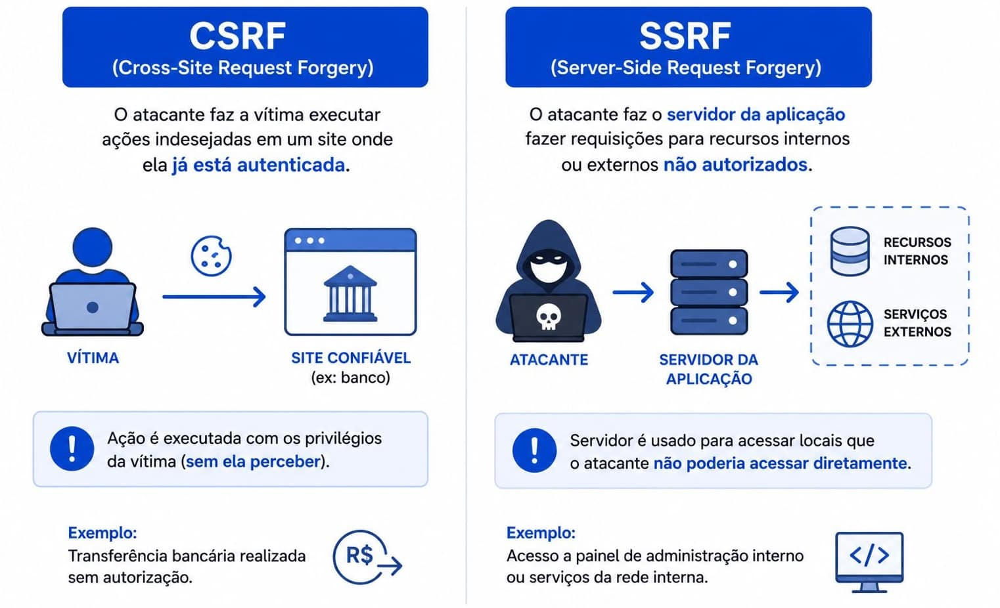 CSRF
(Cross-Site Request Forgery)
O atacante faz a vítima executar
ações indesejadas em um site onde
ela já está autenticada.
VÍTIMA
SITE CONFIÁVEL
(ex: banco)
Ação é executada com os privilégios
da vítima (sem ela perceber).
Exemplo:
Transferência bancária realizada
sem autorização.
R$
SSRF
(Server-Side Request Forgery)
O atacante faz o servidor da aplicação
fazer requisições para recursos internos
ou externos não autorizados.
ATACANTE
SERVIDOR DA
APLICAÇÃO
RECURSOS
INTERNOS
SERVIÇOS
EXTERNOS
Servidor é usado para acessar locais que
o atacante não poderia acessar diretamente.
Exemplo:
Acesso a painel de administração interno
ou serviços da rede interna.
</>